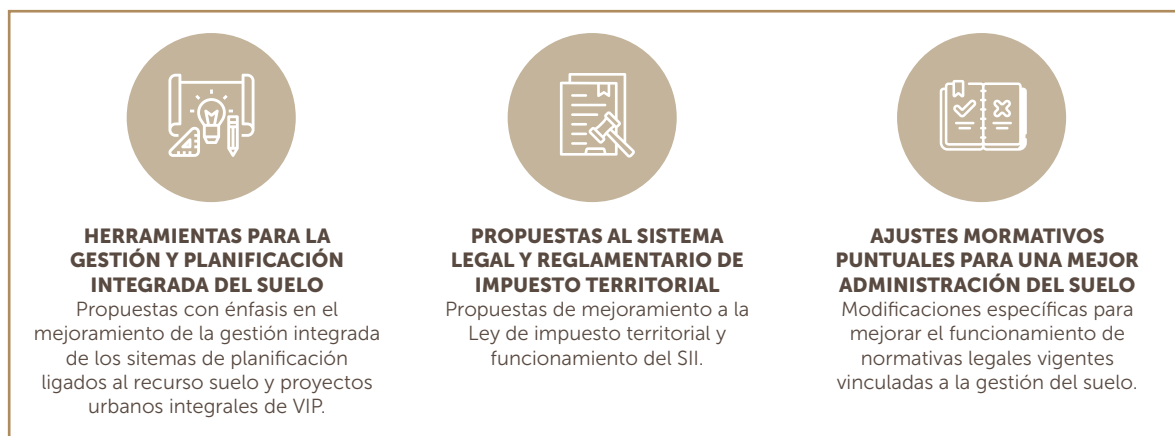 HERRAMIENTAS PARA LA
GESTIÓN Y PLANIFICACIÓN
INTEGRADA DEL SUELO
Propuestas con énfasis en el
mejoramiento de la gestión integrada
de los sitemas de planificación
ligados al recurso suelo y proyectos
urbanos integrales de VIP.
PROPUESTAS AL SISTEMA
LEGAL Y REGLAMENTARIO DE
IMPUESTO TERRITORIAL
Propuestas de mejoramiento a la
Ley de impuesto territorial y
funcionamiento del SII.
AJUSTES MORMATIVOS
PUNTUALES PARA UNA MEJOR
ADMINISTRACIÓN DEL SUELO
Modificaciones específicas para
mejorar el funcionamiento de
normativas legales vigentes
vinculadas a la gestión del suelo.